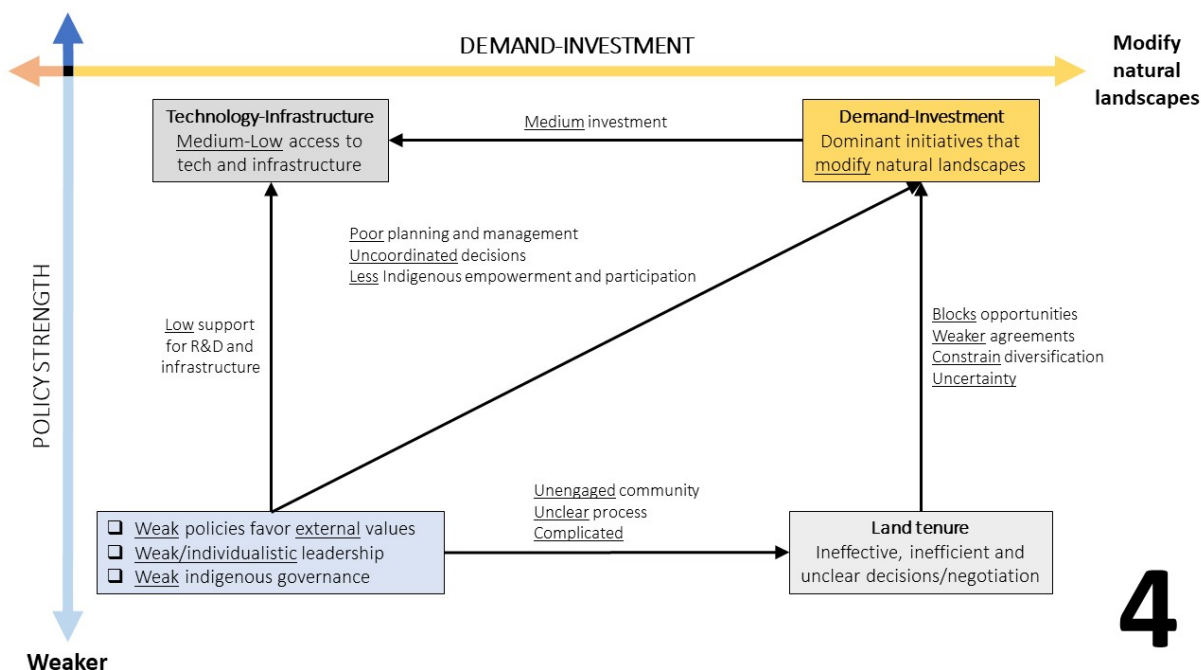 DEMAND-INVESTMENT
Modify
natural
landscapes
Technology-Infrastructure
Medium-Low access to
tech and infrastructure
Medium investment
Demand-Investment
Dominant initiatives that
modify natural landscapes
Poor planning and management
Uncoordinated decisions
Less Indigenous empowerment and participation
POLICY STRENGTH
Low support
for R&D and
infrastructure
Blocks opportunities
Weaker agreements
Constrain diversification
Uncertainty
Weak policies favor external values
Weak/individualistic leadership
Weak indigenous governance
Unengaged community
Unclear process
Complicated
Land tenure
Ineffective, inefficient and
unclear decisions/negotiation
4
Weaker